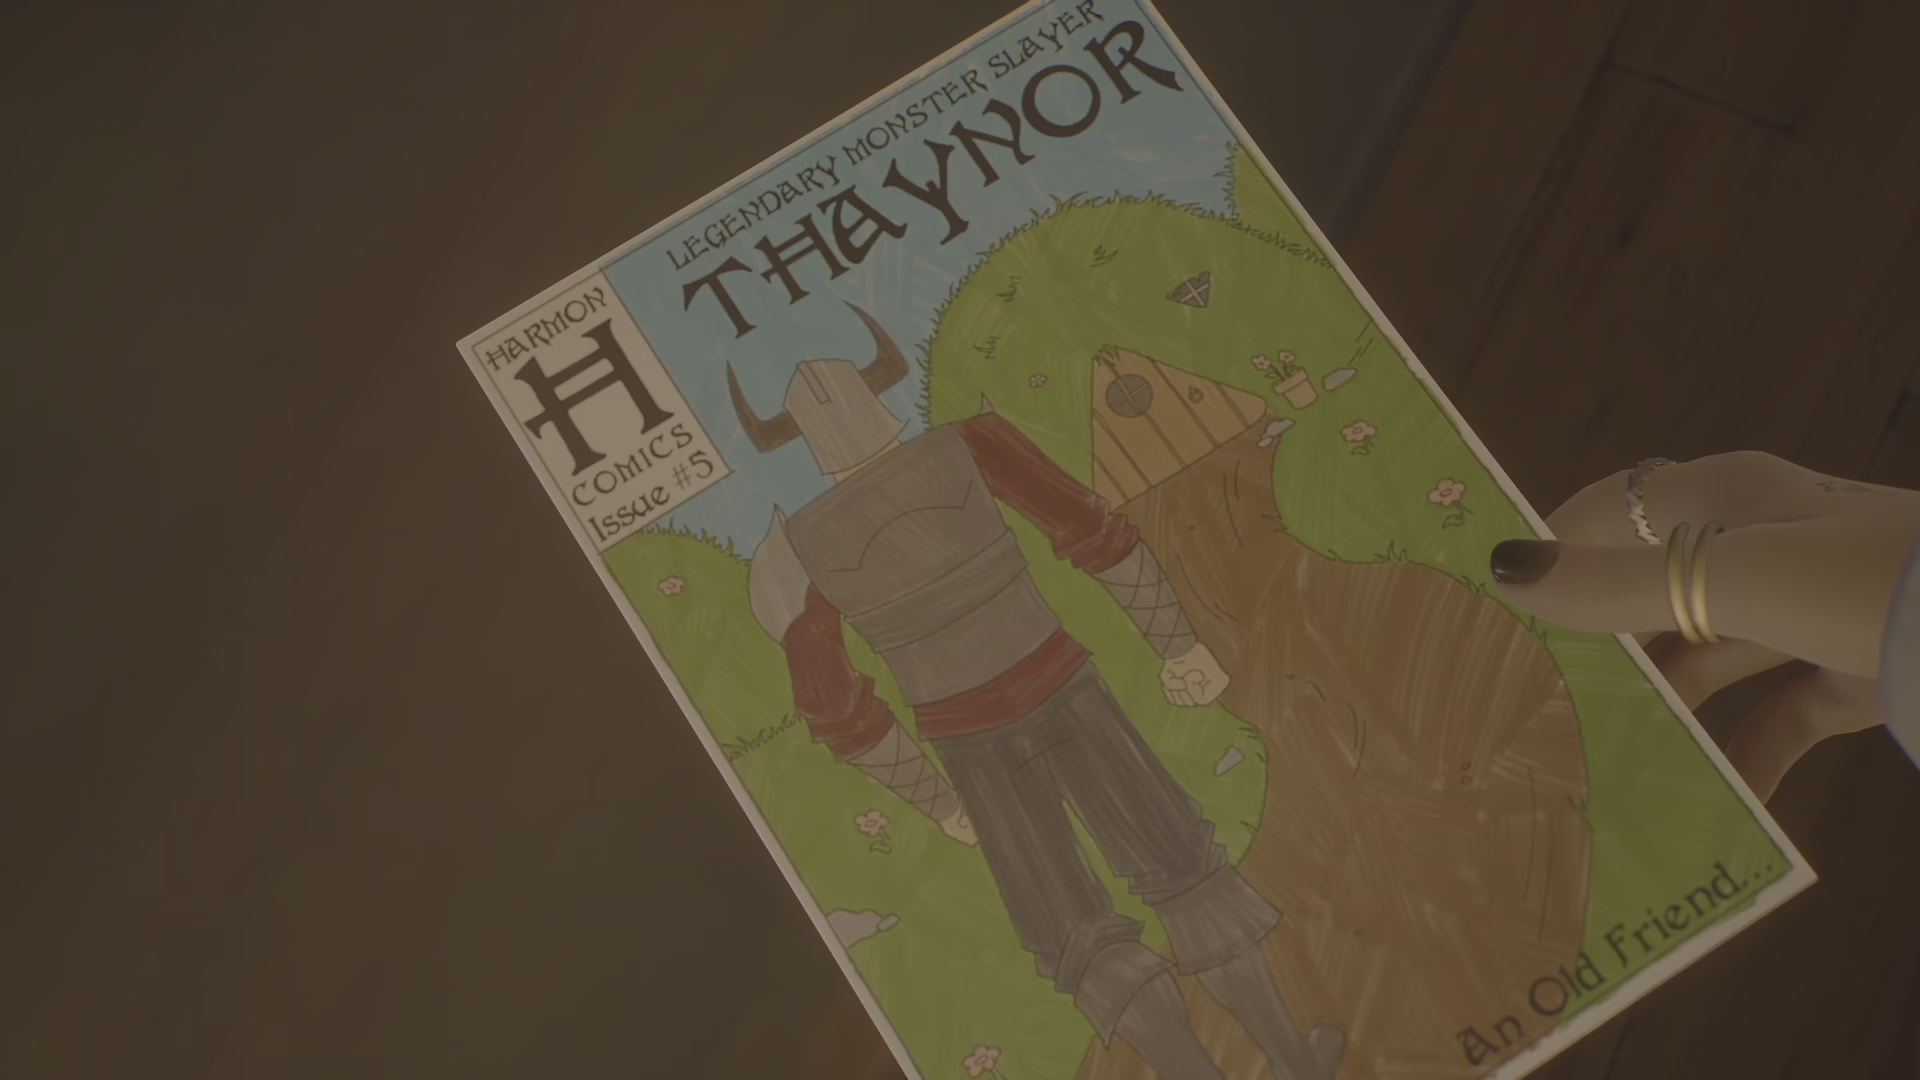 LEGENDARY MONSTER SLAYER
THAYNOR
HARMON
H
COMICS
Issue #5
An Old Friend...